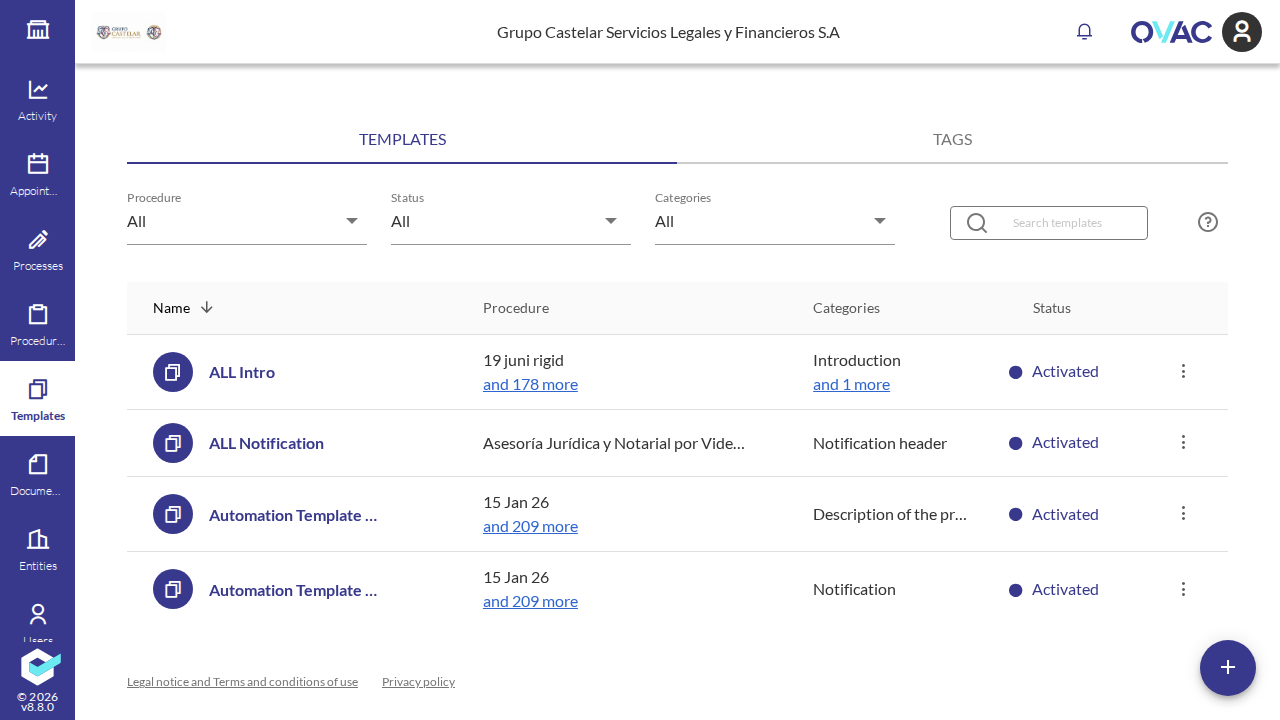 GRUPO
CASTELAR
Grupo Castelar Servicios Legales y Financieros S.A
OVAC
Activity
Appoint...
Processes
Procedur...
Templates
Docume...
Entities
Users
© 2026
v8.8.0
TEMPLATES
TAGS
Procedure
All
Status
All
Categories
All
Search templates
Name
Procedure
Categories
Status
ALL Intro
19 juni rigid
and 178 more
Introduction
and 1 more
Activated
ALL Notification
Asesoría Jurídica y Notarial por Vide...
Notification header
Activated
Automation Template ...
15 Jan 26
and 209 more
Description of the pr...
Activated
Automation Template ...
15 Jan 26
and 209 more
Notification
Activated
Legal notice and Terms and conditions of use
Privacy policy